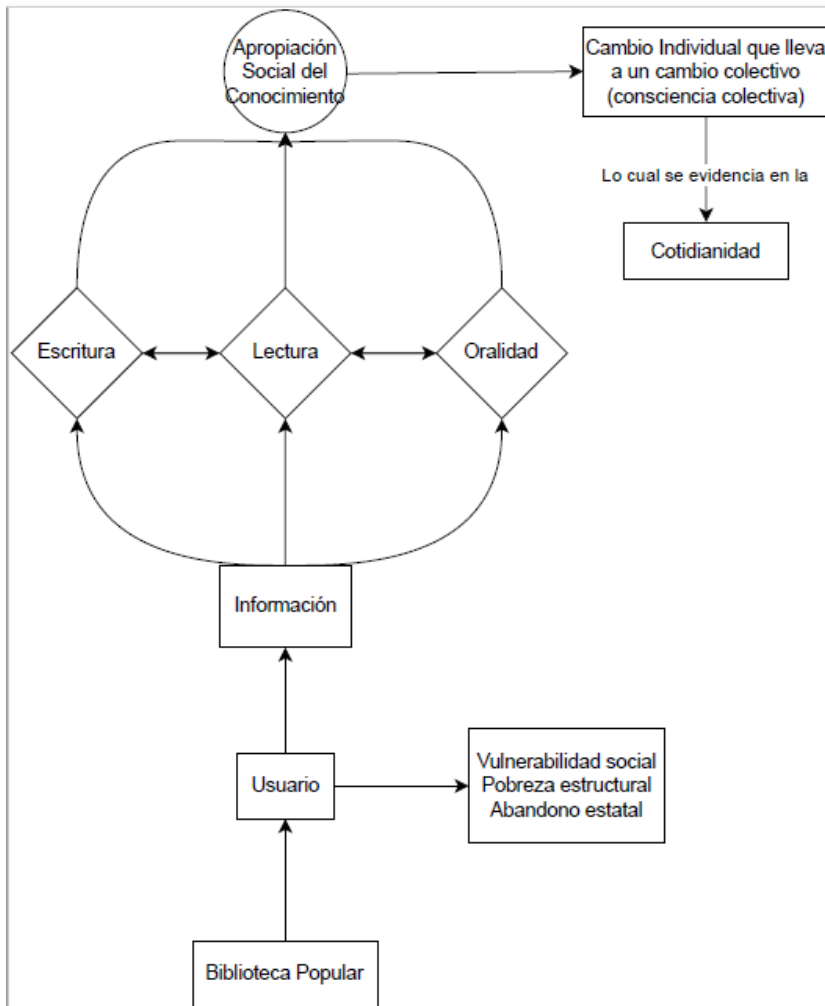 Apropiación
Social del
Conocimiento
Cambio Individual que lleva
a un cambio colectivo
(consciencia colectiva)
Lo cual se evidencia en la
Cotidianidad
Escritura
Lectura
Oralidad
Información
Usuario
Vulnerabilidad social
Pobreza estructural
Abandono estatal
Biblioteca Popular